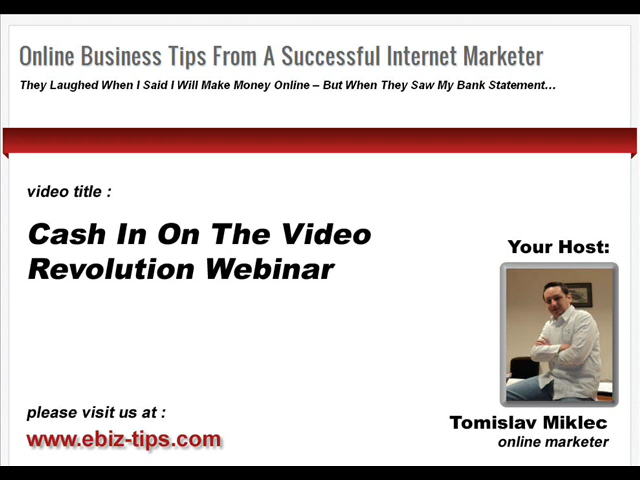 Online Business Tips From A Successful Internet Marketer
They Laughed When I Said I Will Make Money Online – But When They Saw My Bank Statement...
video title :
Cash In On The Video
Revolution Webinar
Your Host:
Tomislav Miklec
online marketer
please visit us at :
www.ebiz-tips.com